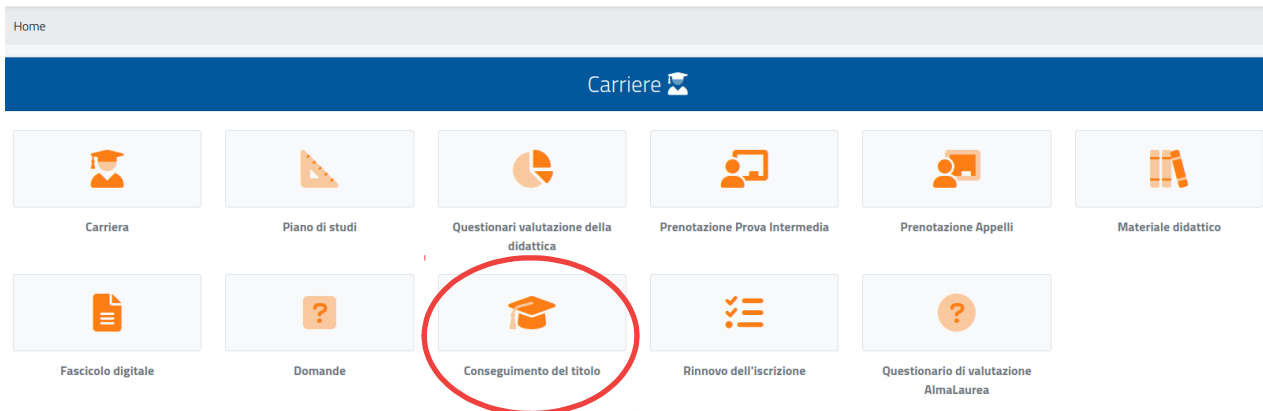 Home
Carriere
Carriera
Piano di studi
Questionari valutazione della
didattica
Prenotazione Prova Intermedia
Prenotazione Appelli
Materiale didattico
Fascicolo digitale
?
Domande
Conseguimento del titolo
Rinnovo dell'iscrizione
?
Questionario di valutazione
AlmaLaurea